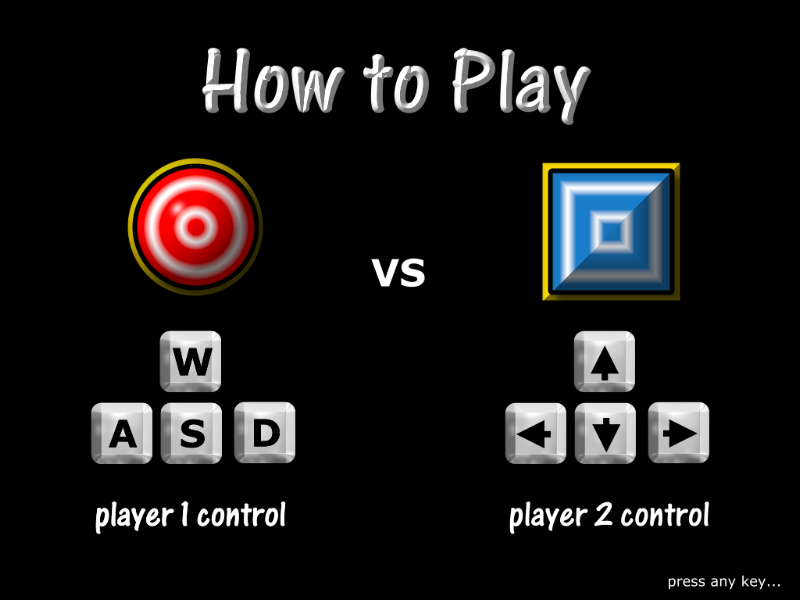 How to Play
vs
W
A S D
player 1 control
player 2 control
press any key...